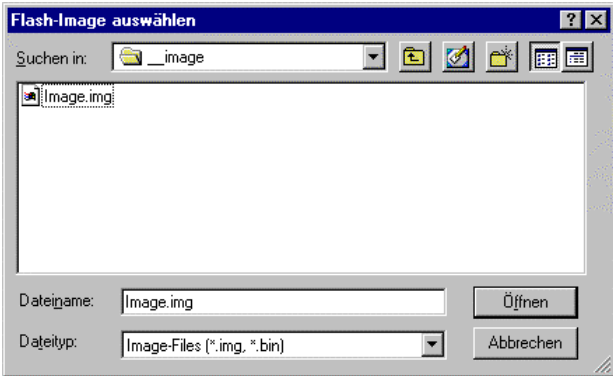 Flash-Image auswählen
Suchen in: __image
Image.img
Dateiname: Image.img Öffnen
Dateityp: Image-Files (*.img, *.bin) Abbrechen